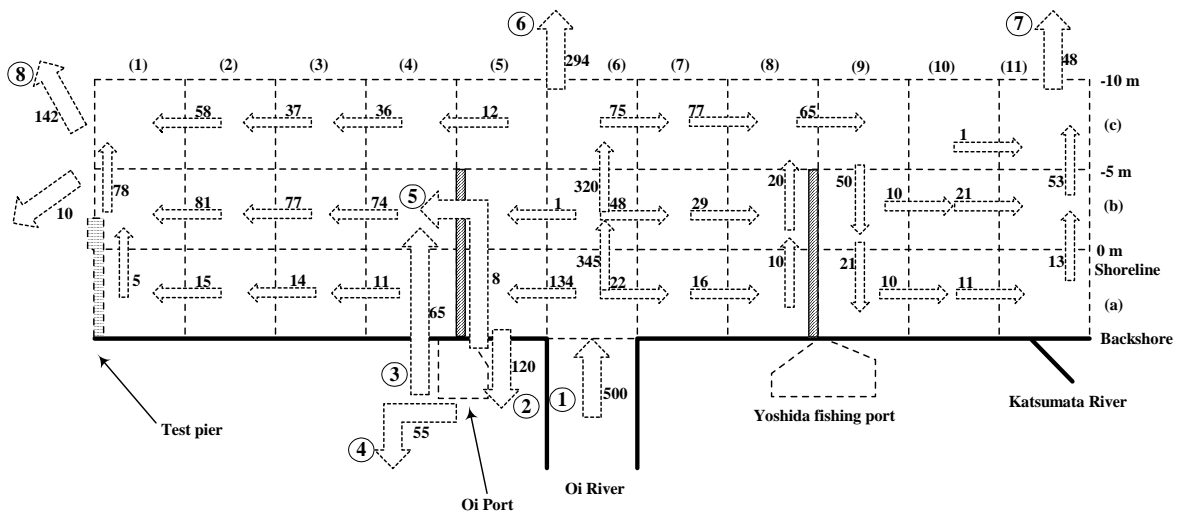 6
7
8
294
48
(1) (2) (3) (4) (5) (6) (7) (8) (9) (10) (11)
-10 m
142
58 37 36 12 75 77 65
(c)
1
-5 m
10
78
81 77 74
5
1
320
48 29
20
50
10 21
53
(b)
0 m
Shoreline
5
15 14 11
65
8
134
345
22 16
10
21
10 11
13
(a)
Backshore
3
120
2
1
500
55
4
Test pier
Oi Port
Oi River
Yoshida fishing port
Katsumata River